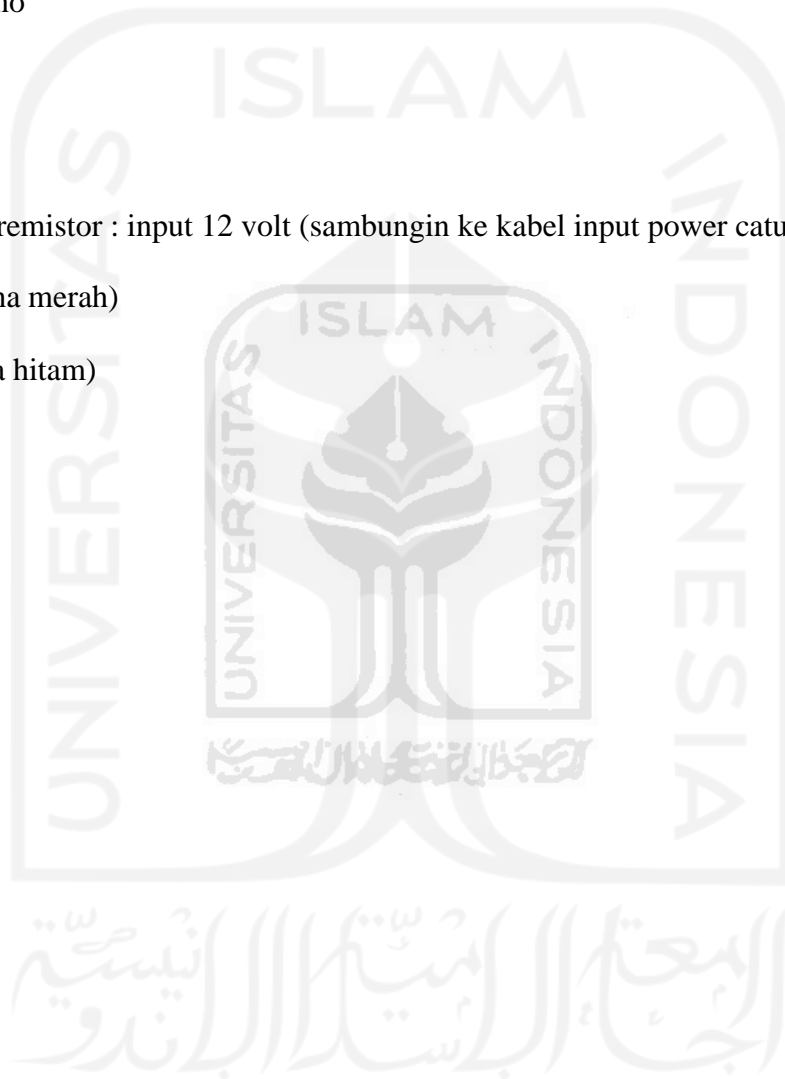 remistor : input 12 volt (sambungin ke kabel input power catu
na merah)
a hitam)
ISLAM
UNIVERSITAS
INDONESIA
ISLAM
UNIVERSITAS
INDONESIA